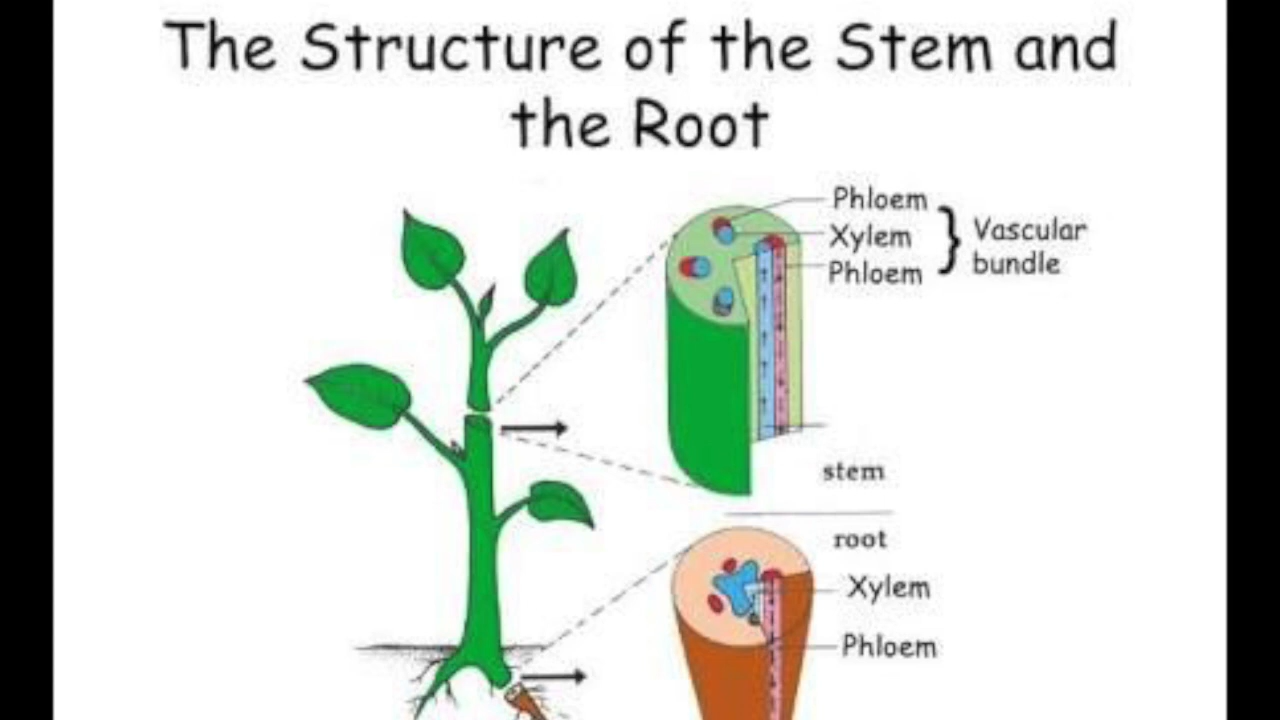 The Structure of the Stem and
the Root
Phloem
Xylem
Phloem
Vascular
bundle
stem
root
Xylem
Phloem